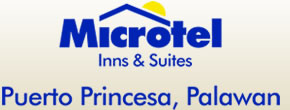 Microtel
Inns & Suites
Puerto Princesa, Palawan